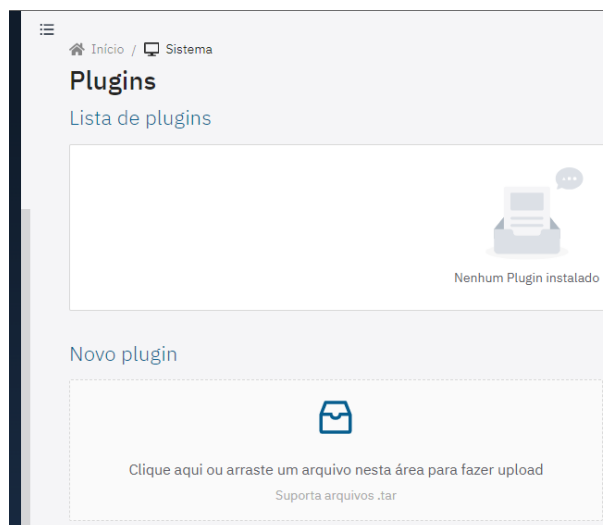 Início / Sistema
Plugins
Lista de plugins
Nenhum Plugin instalado
Novo plugin
Clique aqui ou arraste um arquivo nesta área para fazer upload
Suporta arquivos .tar